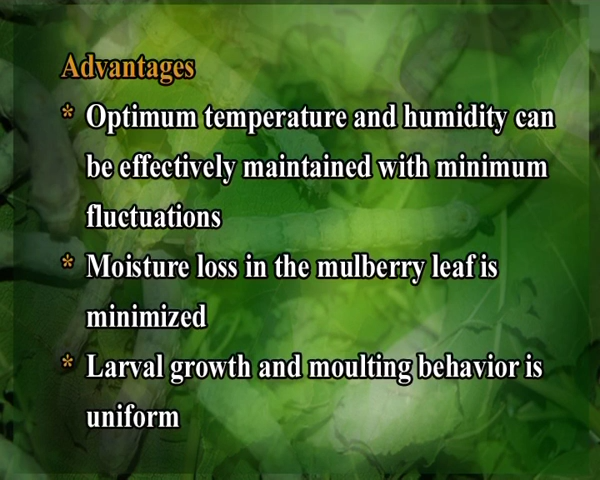 Advantages
* Optimum temperature and humidity can
be effectively maintained with minimum
fluctuations
* Moisture loss in the mulberry leaf is
minimized
* Larval growth and moulting behavior is
uniform